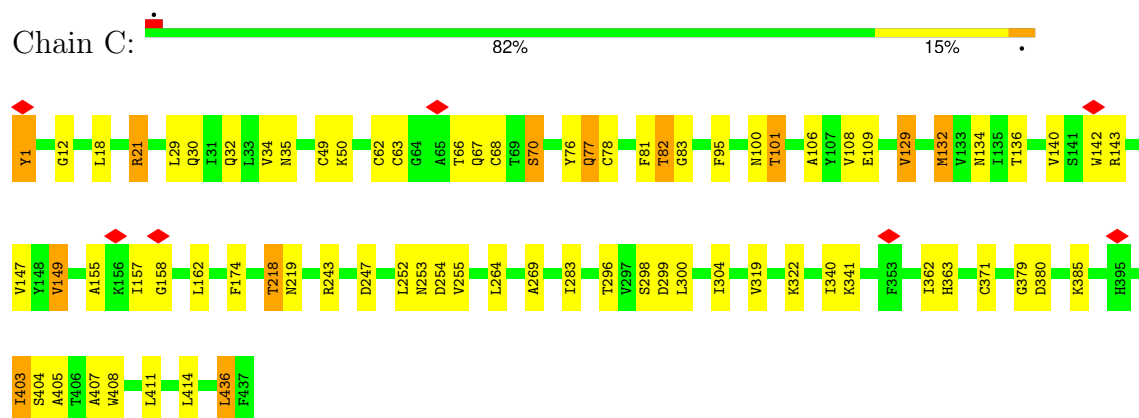 Chain C:
82% 15%
Y1 G12 L18 R21 L29 Q30 I31 Q32 L33 V34 N35 C49 K50 C62 C63 G64 A65 T66 Q67 C68 T69 S70 Y76 Q77 C78 F81 T82 G83 F95 N100 T101 A106 Y107 V108 E109 V129 M132 V133 N134 I135 T136 V140 S141 W142 R143
V147 Y148 V149 A155 K156 I157 G158 L162 F174 T218 N219 R243 D247 L252 N253 D254 V255 L264 A269 I283 T296 V297 S298 D299 L300 I304 V319 K322 I340 K341 F353 I362 H363 C371 G379 D380 K385 H395
I403 S404 A405 T406 A407 W408 L411 L414 L436 F437